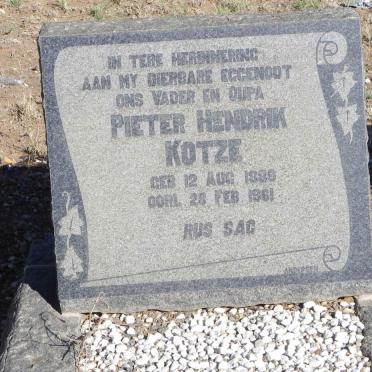 IN TERE HERINNERING
AAN MY DIERBARE EGGENOOT
ONS VADER EN OUPA
PIETER HENDRIK
KOTZE
GEB 12 AUG
OORL 28 FEB 1961
RUS SAG